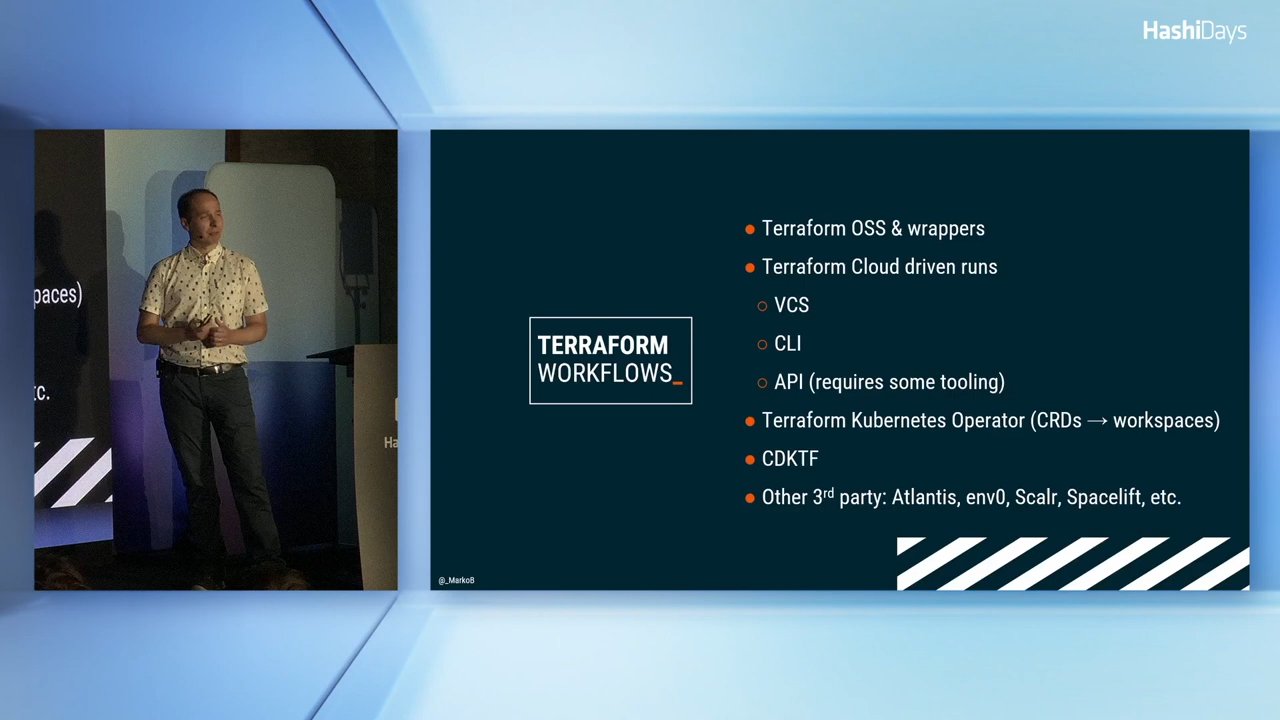 HashiDays
paces)
tc.
Ha
TERRAFORM
WORKFLOWS_
● Terraform OSS & wrappers
● Terraform Cloud driven runs
○ VCS
○ CLI
○ API (requires some tooling)
● Terraform Kubernetes Operator (CRDs → workspaces)
● CDKTF
● Other 3rd party: Atlantis, env0, Scalr, Spacelift, etc.
@_MarkoB